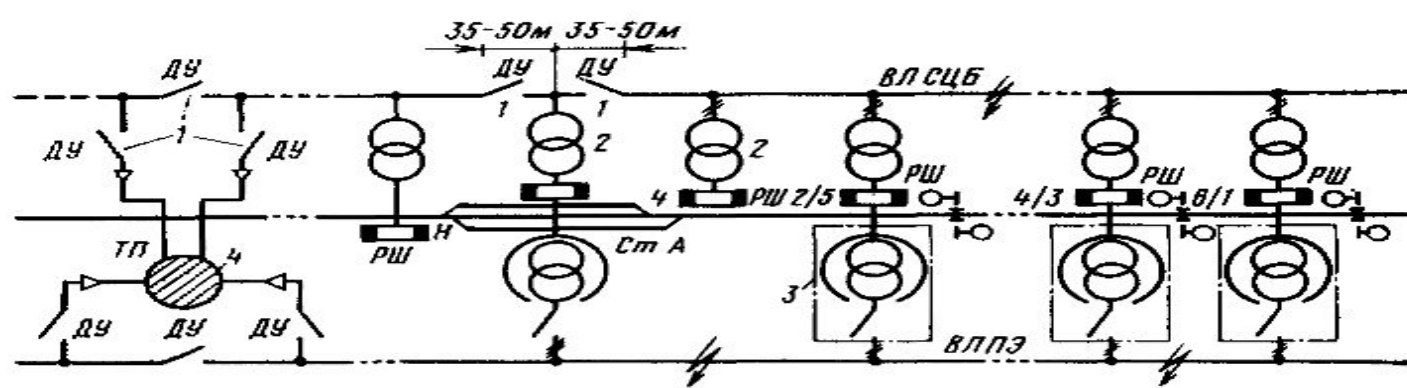 35-50м 35-50м
ДУ ДУ ДУ ВЛ СЦБ
1 1
ДУ 1 ДУ 2 2 РШ РШ РШ
4 РШ 2/5 4/3 6/1
Н
ТП 4 РШ Ст А
3
ДУ ДУ ДУ
ВЛ ПЭ